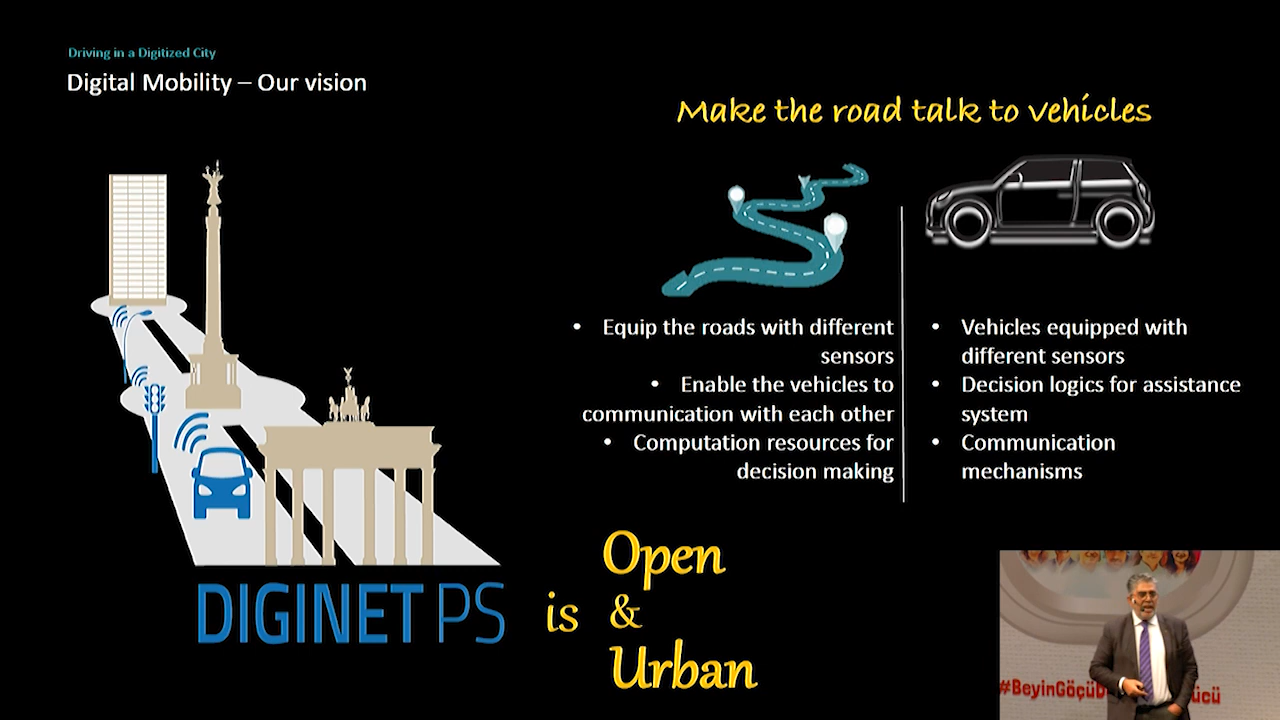 Driving in a Digitized City
Digital Mobility – Our vision
Make the road talk to vehicles
• Equip the roads with different
sensors
• Enable the vehicles to
communication with each other
• Computation resources for
decision making
• Vehicles equipped with
different sensors
• Decision logics for assistance
system
• Communication
mechanisms
DIGINET PS
is
Open
&
Urban
#BeyinGöçü
ücü